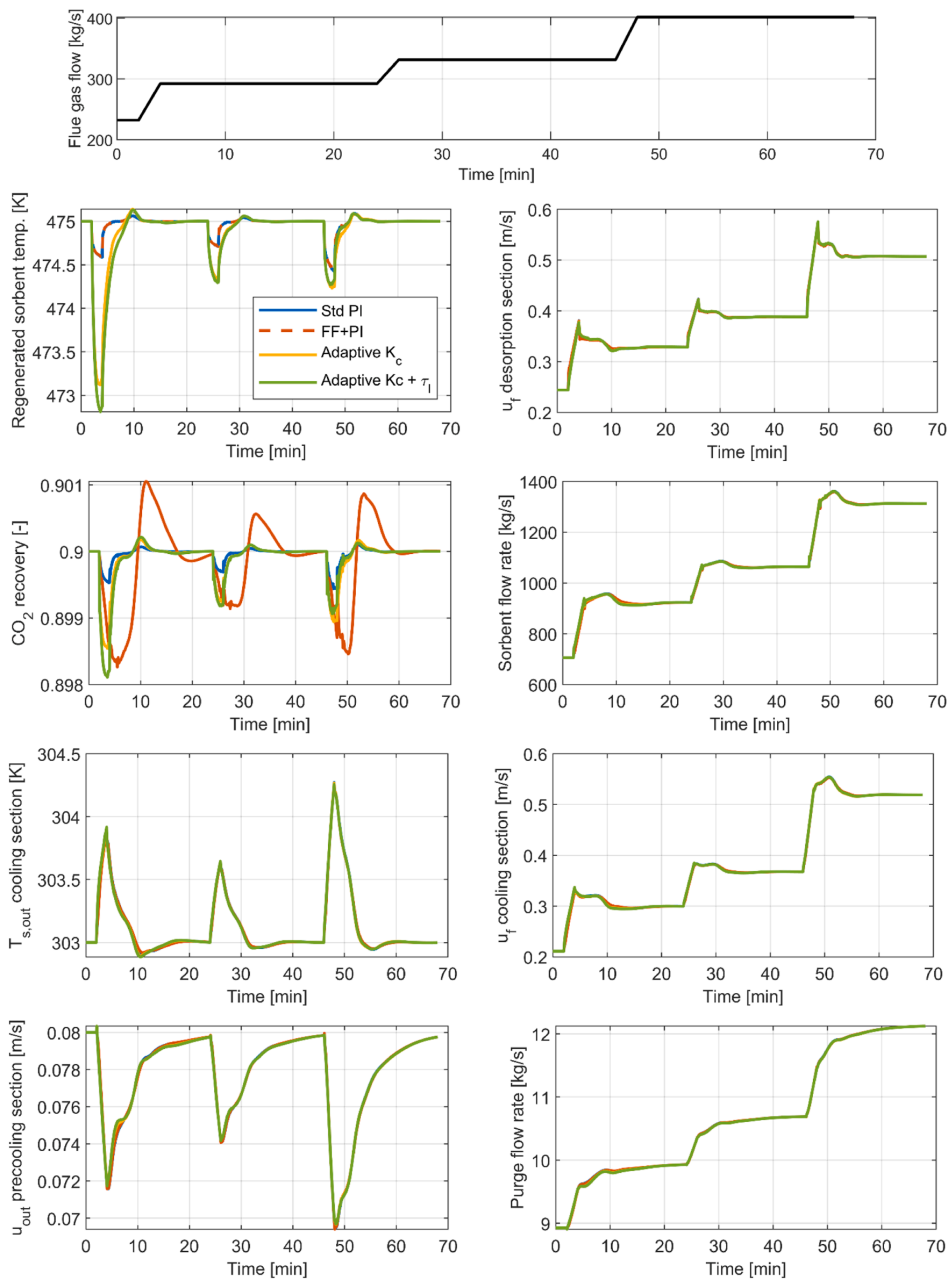 Flue gas flow [kg/s]
400
300
200
0 10 20 30 40 50 60 70
Time [min]
Regenerated sorbent temp. [K]
475
474.5
474
473.5
473
Std PI
FF+PI
Adaptive K_c
Adaptive Kc + τ_I
0 10 20 30 40 50 60 70
Time [min]
u_f desorption section [m/s]
0.6
0.5
0.4
0.3
0.2
0 10 20 30 40 50 60 70
Time [min]
CO_2 recovery [-]
0.901
0.9
0.899
0.898
0 10 20 30 40 50 60 70
Time [min]
Sorbent flow rate [kg/s]
1400
1200
1000
800
600
0 10 20 30 40 50 60 70
Time [min]
T_s,out cooling section [K]
304.5
304
303.5
303
0 10 20 30 40 50 60 70
Time [min]
u_f cooling section [m/s]
0.6
0.5
0.4
0.3
0.2
0 10 20 30 40 50 60 70
Time [min]
u_out precooling section [m/s]
0.08
0.078
0.076
0.074
0.072
0.07
0 10 20 30 40 50 60 70
Time [min]
Purge flow rate [kg/s]
12
11
10
9
0 10 20 30 40 50 60 70
Time [min]